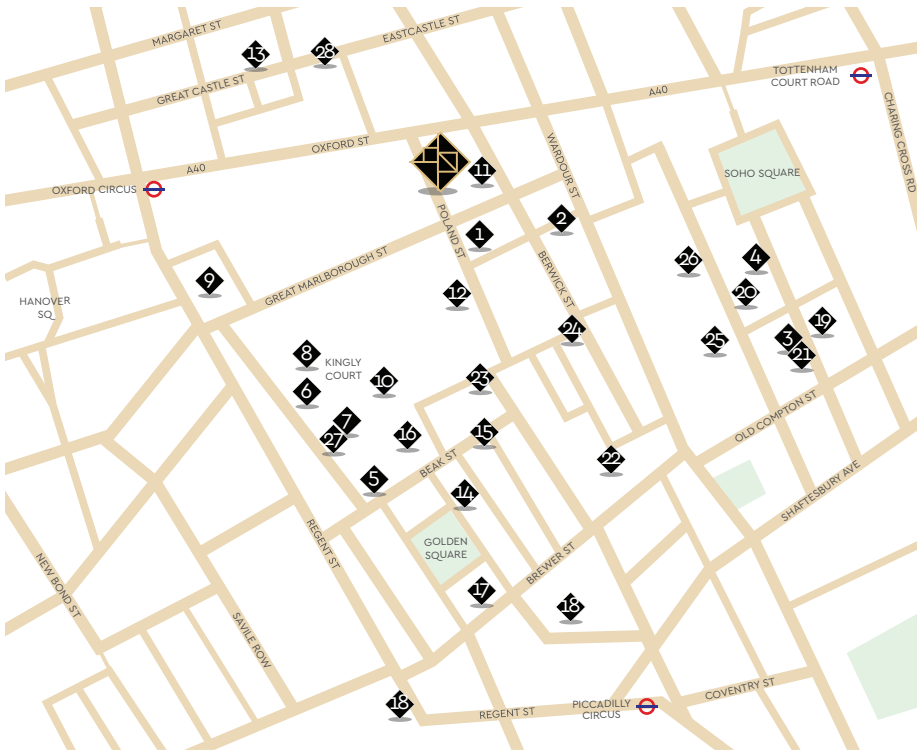 EASTCASTLE ST
MARGARET ST
13
28
GREAT CASTLE ST
TOTTENHAM
COURT ROAD
A40
CHARING CROSS RD
OXFORD ST
A40
OXFORD CIRCUS
WARDOUR ST
11
SOHO SQUARE
POLAND ST
1
2
26
4
9
GREAT MARLBOROUGH ST
BERWICK ST
12
20
HANOVER
SQ
24
19
3
25
21
8
KINGLY
COURT
6
10
23
7
27
16
15
OLD COMPTON ST
BEAK ST
22
5
14
SHAFTESBURY AVE
REGENT ST
GOLDEN
SQUARE
NEW BOND ST
BREWER ST
17
18
SAVILE ROW
18
REGENT ST
PICCADILLY
CIRCUS
COVENTRY ST